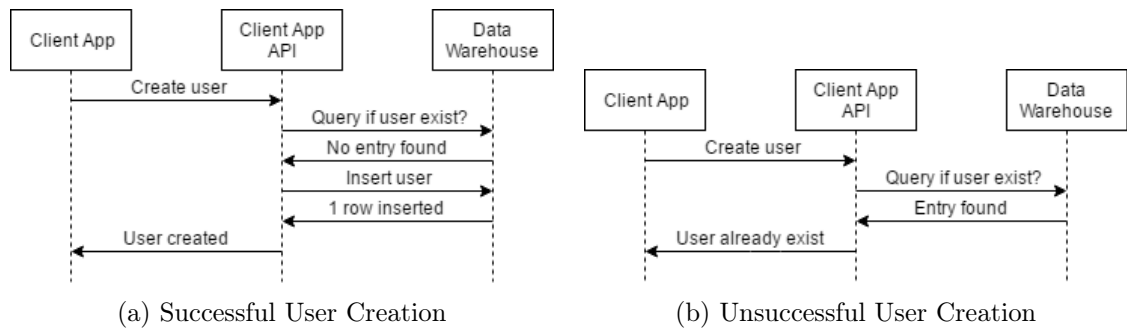 Client App
Client App
API
Data
Warehouse
Create user
Query if user exist?
No entry found
Insert user
1 row inserted
User created
(a) Successful User Creation
Client App
Client App
API
Data
Warehouse
Create user
Query if user exist?
Entry found
User already exist
(b) Unsuccessful User Creation